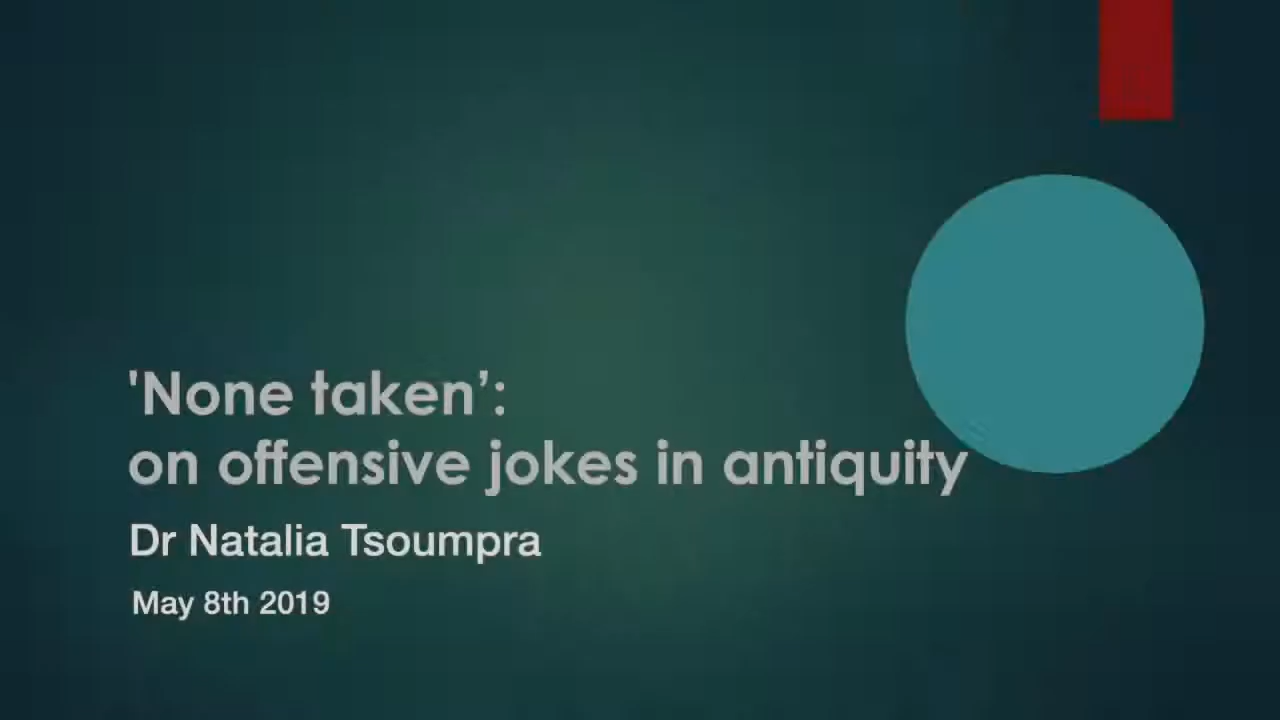 'None taken’:
on offensive jokes in antiquity
Dr Natalia Tsoumpra
May 8th 2019